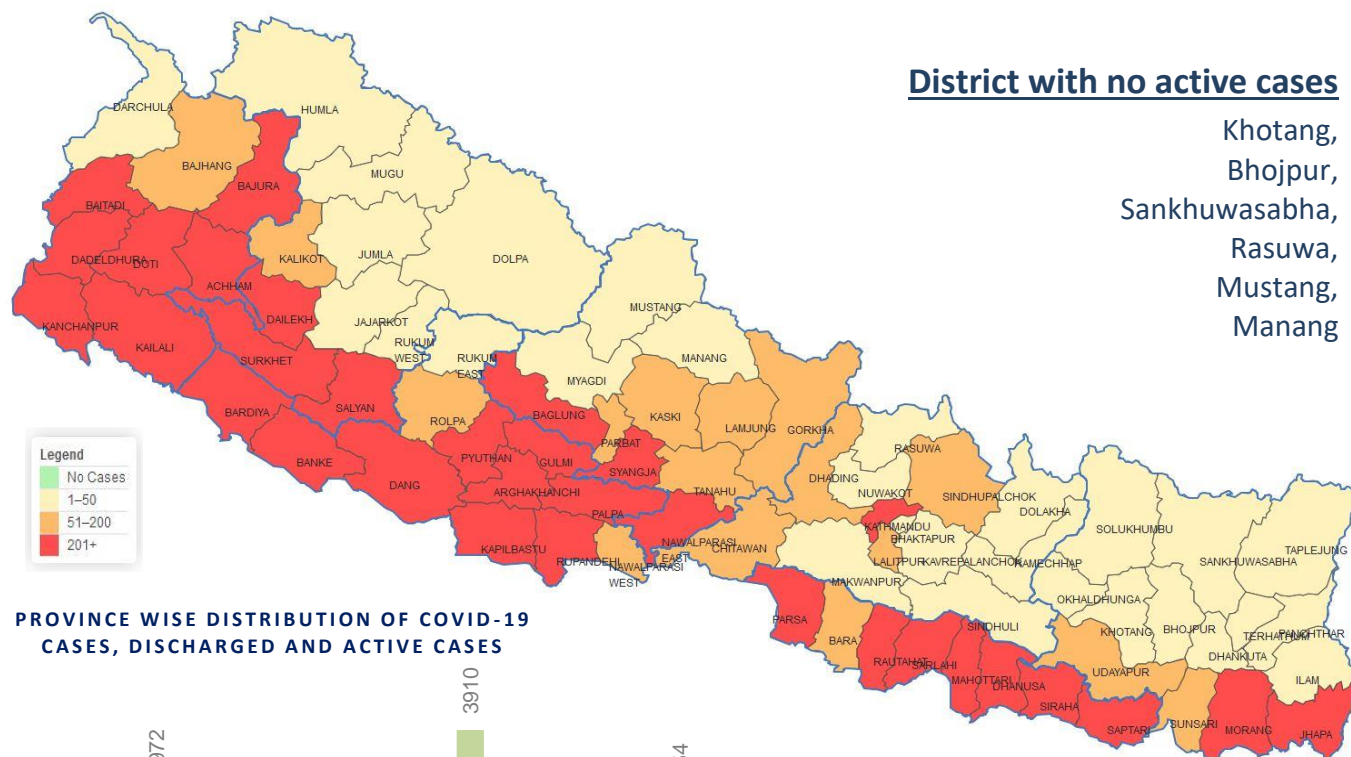 District with no active cases
Khotang,
Bhojpur,
Sankhuwasabha,
Rasuwa,
Mustang,
Manang
DARCHULA
HUMLA
BAJHANG
MUGU
BAJURA
BAITADI
DADELDHURA
DOTI
KALIKOT
JUMLA
DOLPA
ACHHAM
DAILEKH
MUSTANG
KANCHANPUR
KAILALI
JAJARKOT
RUKUM
WEST
RUKUM
EAST
MANANG
SURKHET
MYAGDI
BARDIYA
SALYAN
ROLPA
BAGLUNG
KASKI
LAMJUNG
GORKHA
PARBAT
RASUWA
BANKE
DANG
PYUTHAN
GULMI
SYANGJA
DHADING
NUWAKOT
SINDHUPALCHOK
ARGHAKHANCHI
TANAHU
DOLAKHA
PALPA
KATHMANDU
BHAKTAPUR
SOLUKHUMBU
TAPLEJUNG
KAPILBASTU
RUPANDEHI
NAWALPARASI
WEST
NAWALPARASI
EAST
CHITAWAN
LALITPUR
KAVREPALANCHOK
RAMECHHAP
SANKHUWASABHA
MAKWANPUR
OKHALDHUNGA
PARSA
BARA
SINDHULI
KHOTANG
BHOJPUR
TERHATHUM
PANCHTHAR
RAUTAHAT
SARLAHI
MAHOTTARI
DHANUSA
UDAYAPUR
DHANKUTA
ILAM
SIRAHA
SAPTARI
SUNSARI
MORANG
JHAPA
Legend
No Cases
1–50
51–200
201+
PROVINCE WISE DISTRIBUTION OF COVID-19
CASES, DISCHARGED AND ACTIVE CASES
3910